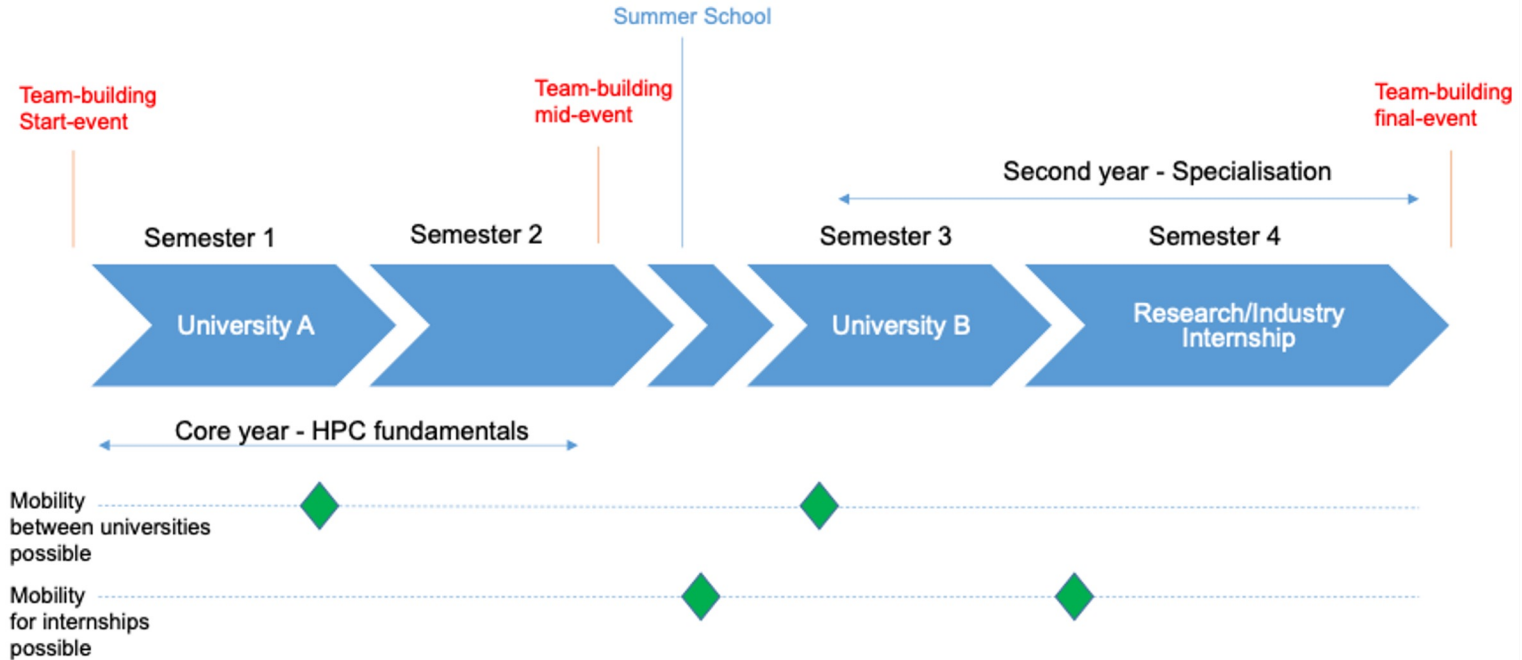 Summer School
Team-building
Start-event
Team-building
mid-event
Team-building
final-event
Second year - Specialisation
Semester 1
Semester 2
Semester 3
Semester 4
University A
University B
Research/Industry
Internship
Core year - HPC fundamentals
Mobility
between universities
possible
Mobility
for internships
possible